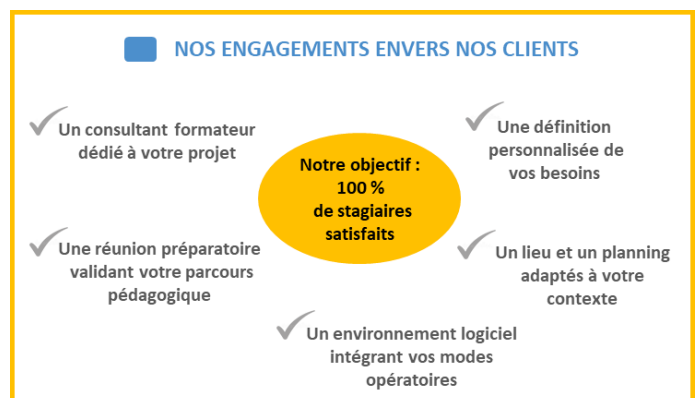 NOS ENGAGEMENTS ENVERS NOS CLIENTS
Un consultant formateur
dédié à votre projet
Notre objectif :
100 %
de stagiaires
satisfaits
Une définition
personnalisée de
vos besoins
Une réunion préparatoire
validant votre parcours
pédagogique
Un lieu et un planning
adaptés à votre
contexte
Un environnement logiciel
intégrant vos modes
opératoires